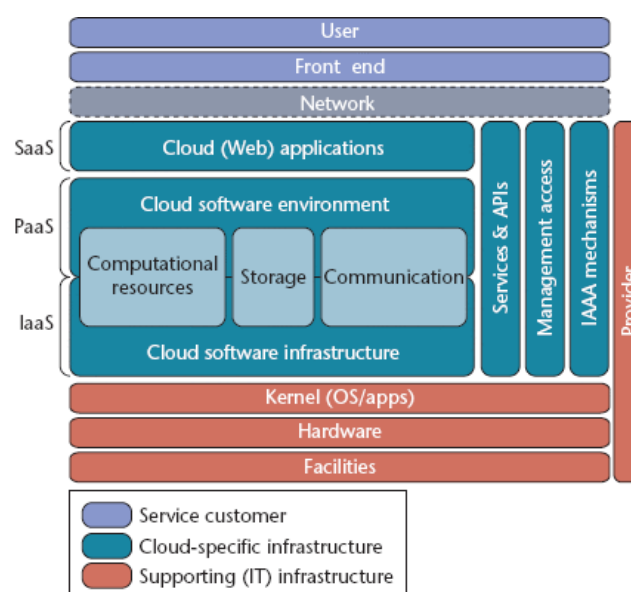 User
Front end
Network
SaaS
Cloud (Web) applications
PaaS
Cloud software environment
Computational
resources
Storage
Communication
IaaS
Cloud software infrastructure
Services & APIs
Management access
IAAA mechanisms
Provider
Kernel (OS/apps)
Hardware
Facilities
Service customer
Cloud-specific infrastructure
Supporting (IT) infrastructure